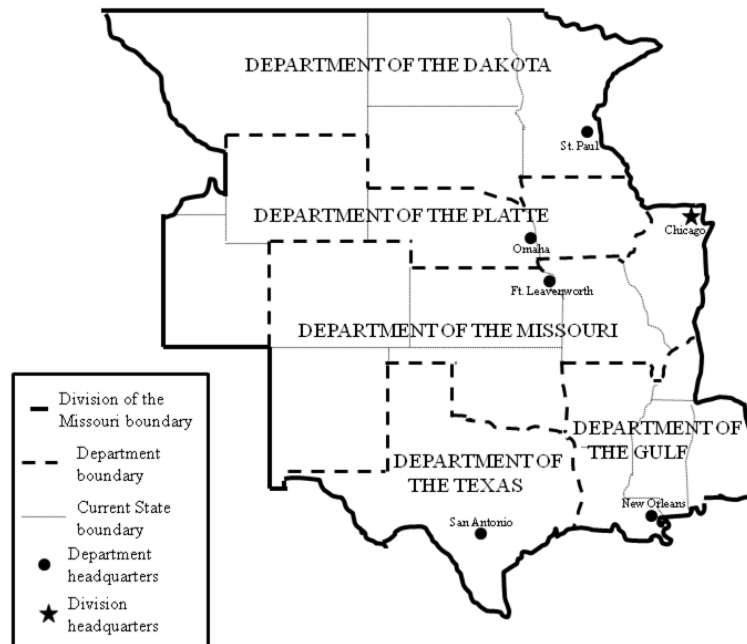 DEPARTMENT OF THE DAKOTA
St. Paul
DEPARTMENT OF THE PLATTE
Chicago
Omaha
Ft. Leavenworth
DEPARTMENT OF THE MISSOURI
DEPARTMENT OF
THE GULF
DEPARTMENT OF
THE TEXAS
New Orleans
San Antonio
Division of the
Missouri boundary
Department
boundary
Current State
boundary
Department
headquarters
Division
headquarters